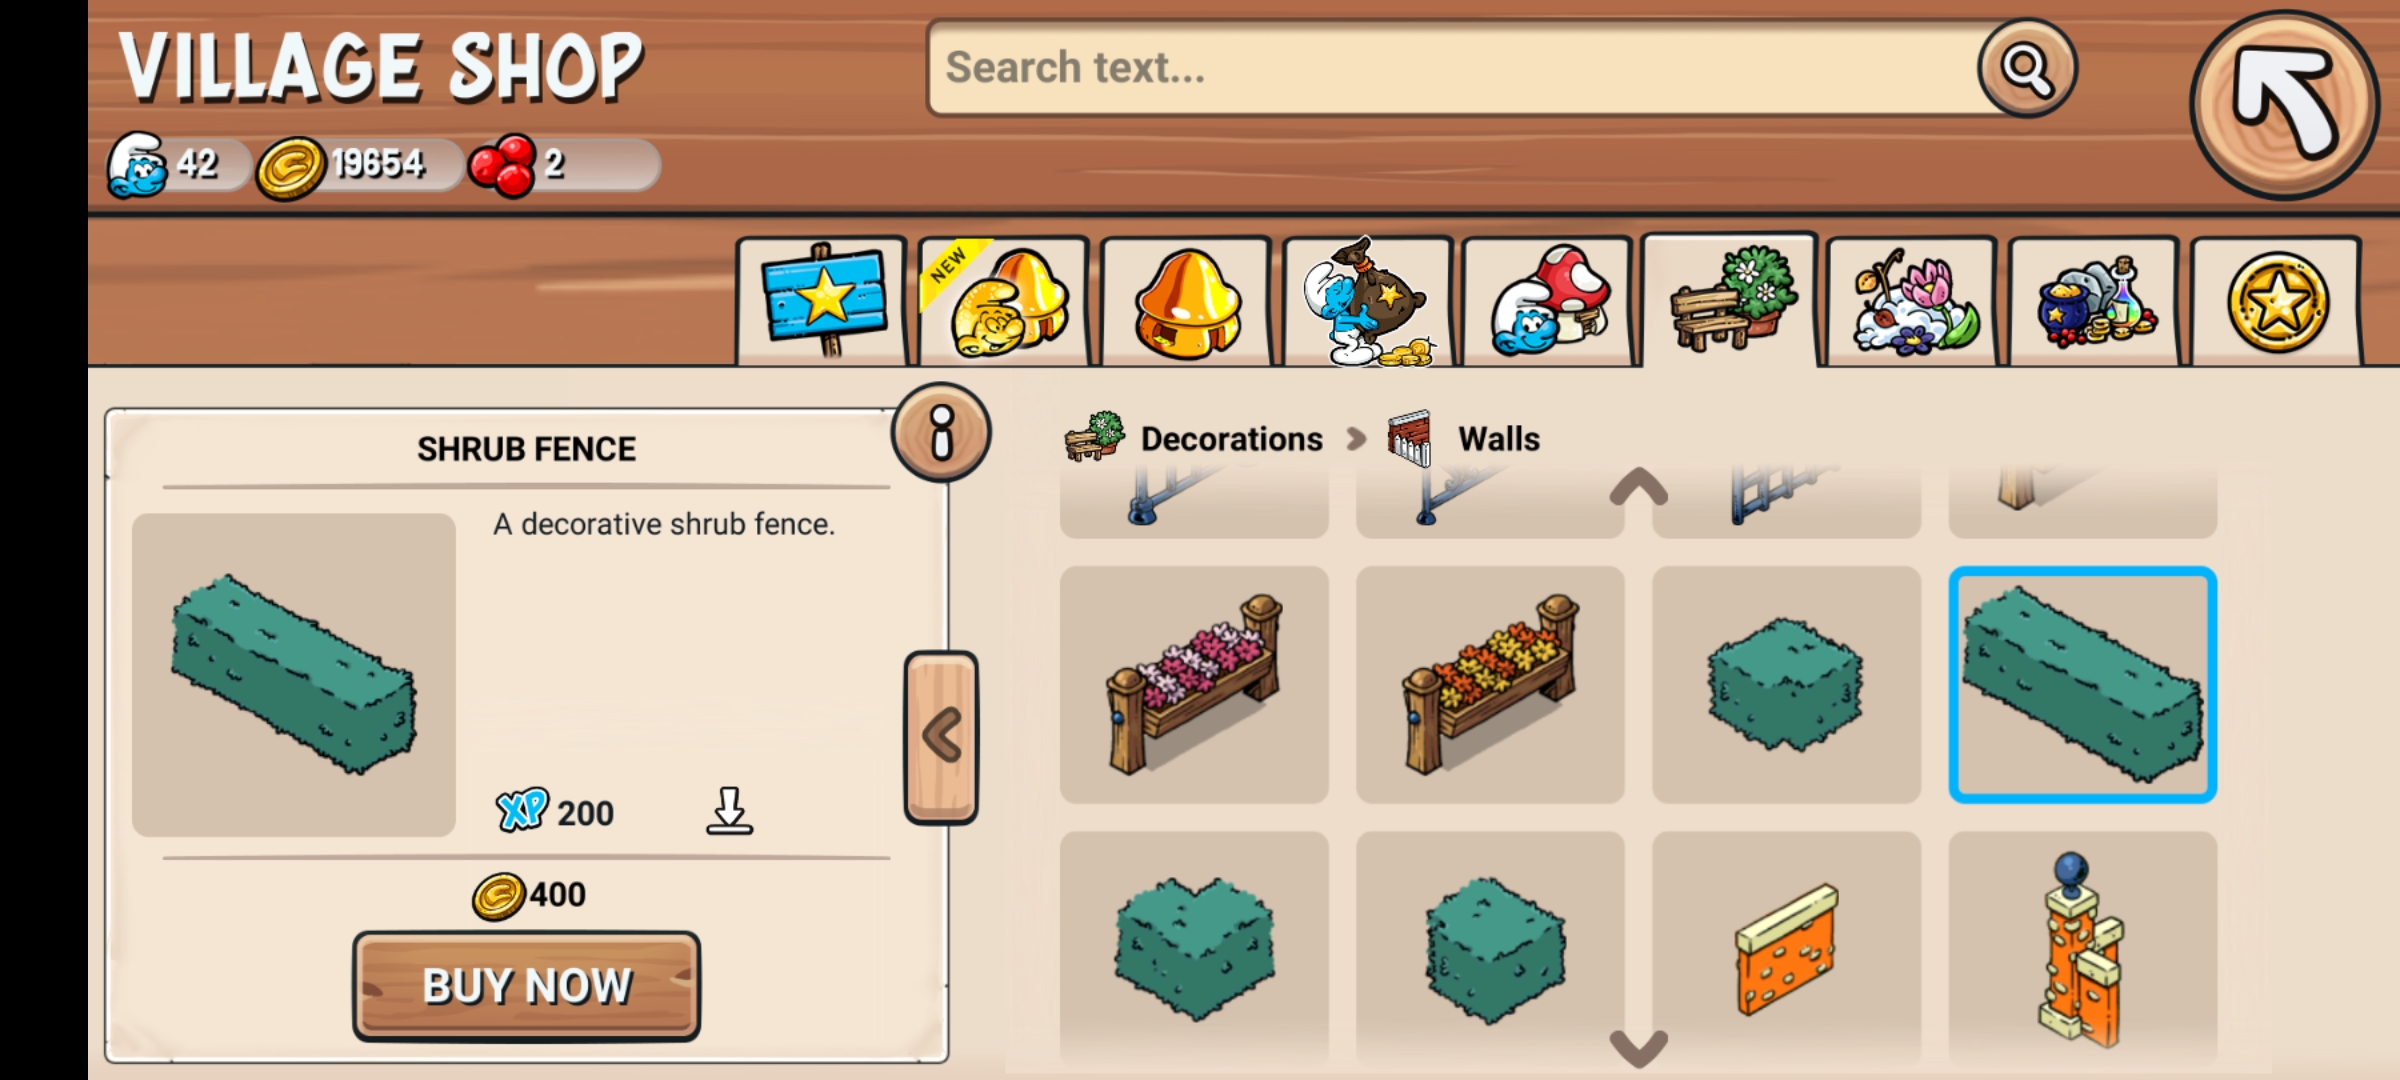 VILLAGE SHOP
Search text...
42
19654
2
NEW
SHRUB FENCE
A decorative shrub fence.
XP 200
400
BUY NOW
Decorations
Walls